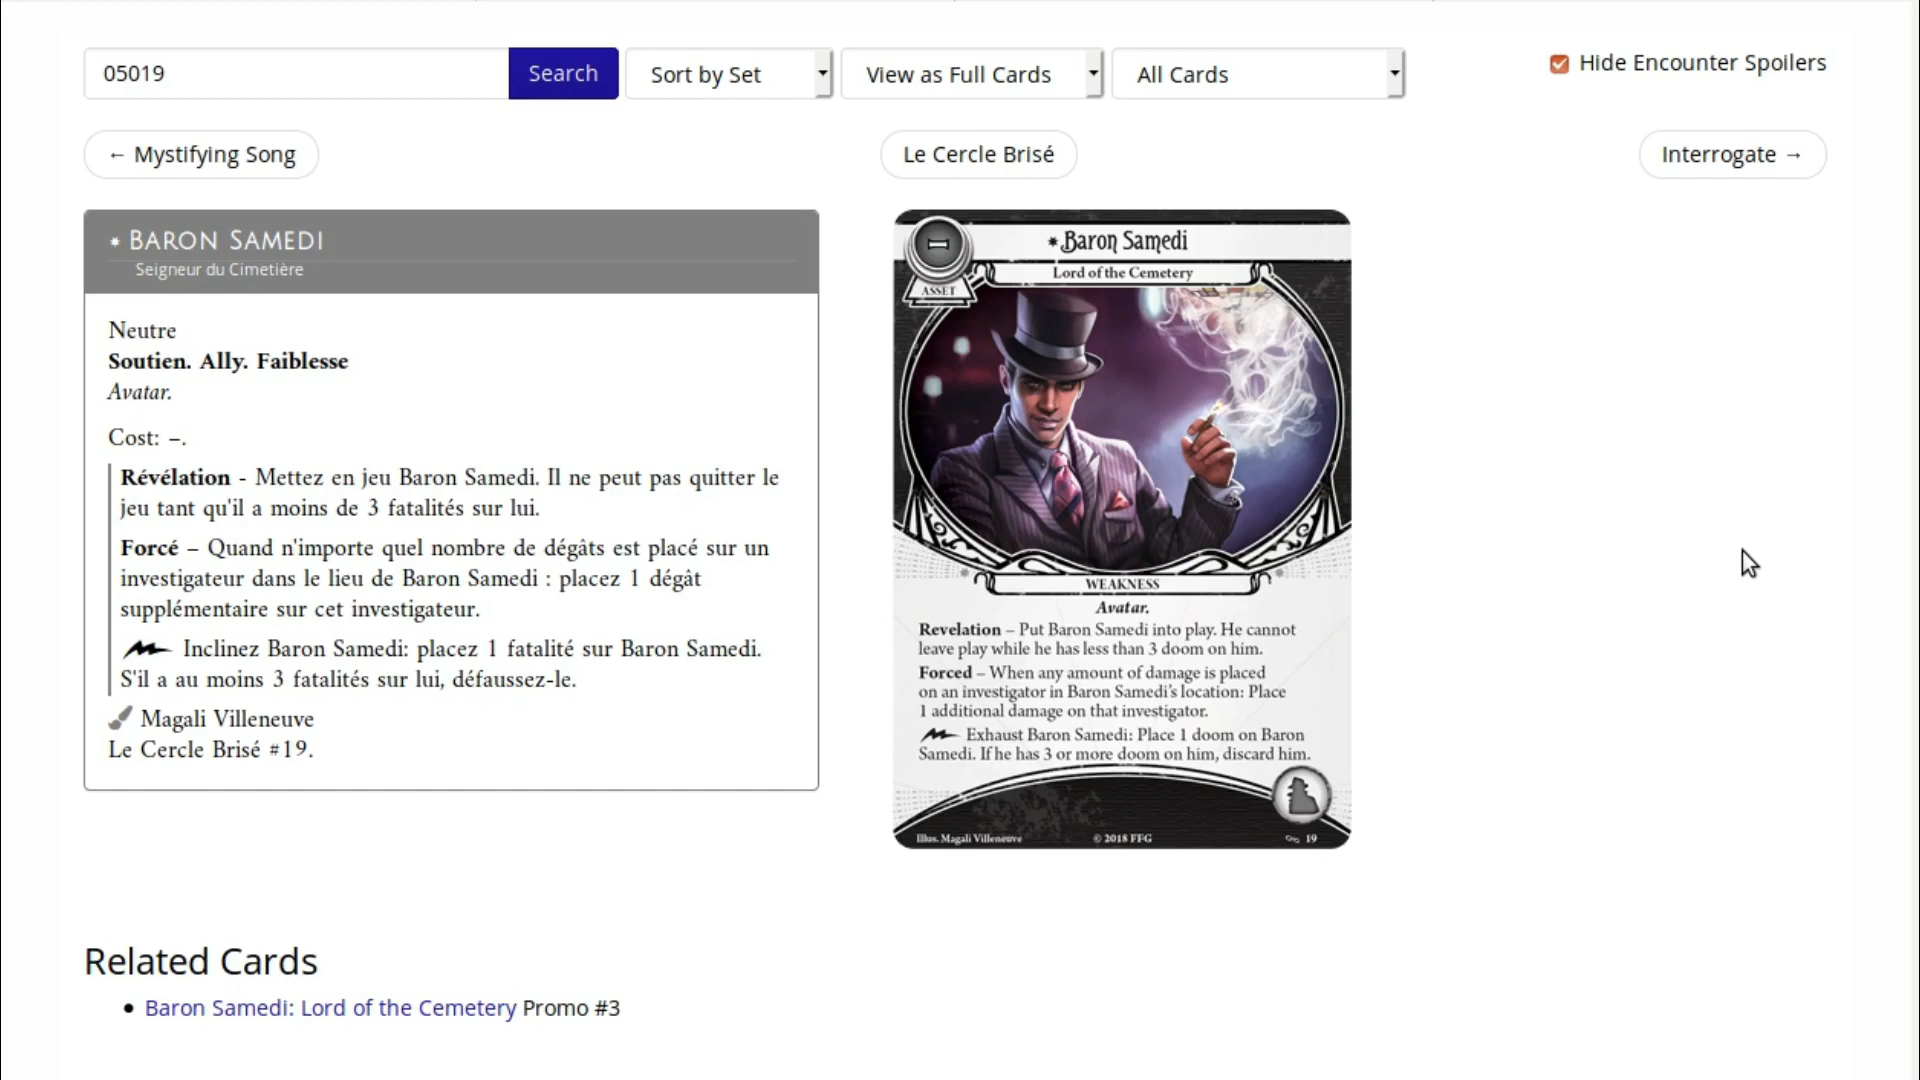 05019
Search
Sort by Set
View as Full Cards
All Cards
Hide Encounter Spoilers
← Mystifying Song
Le Cercle Brisé
Interrogate →
* BARON SAMEDI
Seigneur du Cimetière
Neutre
Soutien. Ally. Faiblesse
Avatar.
Cost: –.
Révélation - Mettez en jeu Baron Samedi. Il ne peut pas quitter le
jeu tant qu'il a moins de 3 fatalités sur lui.
Forcé – Quand n'importe quel nombre de dégâts est placé sur un
investigateur dans le lieu de Baron Samedi : placez 1 dégât
supplémentaire sur cet investigateur.
Inclinez Baron Samedi: placez 1 fatalité sur Baron Samedi.
S'il a au moins 3 fatalités sur lui, défaussez-le.
Magali Villeneuve
Le Cercle Brisé #19.
*Baron Samedi
Lord of the Cemetery
ASSET
WEAKNESS
Avatar.
Revelation – Put Baron Samedi into play. He cannot
leave play while he has less than 3 doom on him.
Forced – When any amount of damage is placed
on an investigator in Baron Samedi's location: Place
1 additional damage on that investigator.
Exhaust Baron Samedi: Place 1 doom on Baron
Samedi. If he has 3 or more doom on him, discard him.
Illus. Magali Villeneuve
© 2018 FFG
19
Related Cards
• Baron Samedi: Lord of the Cemetery Promo #3